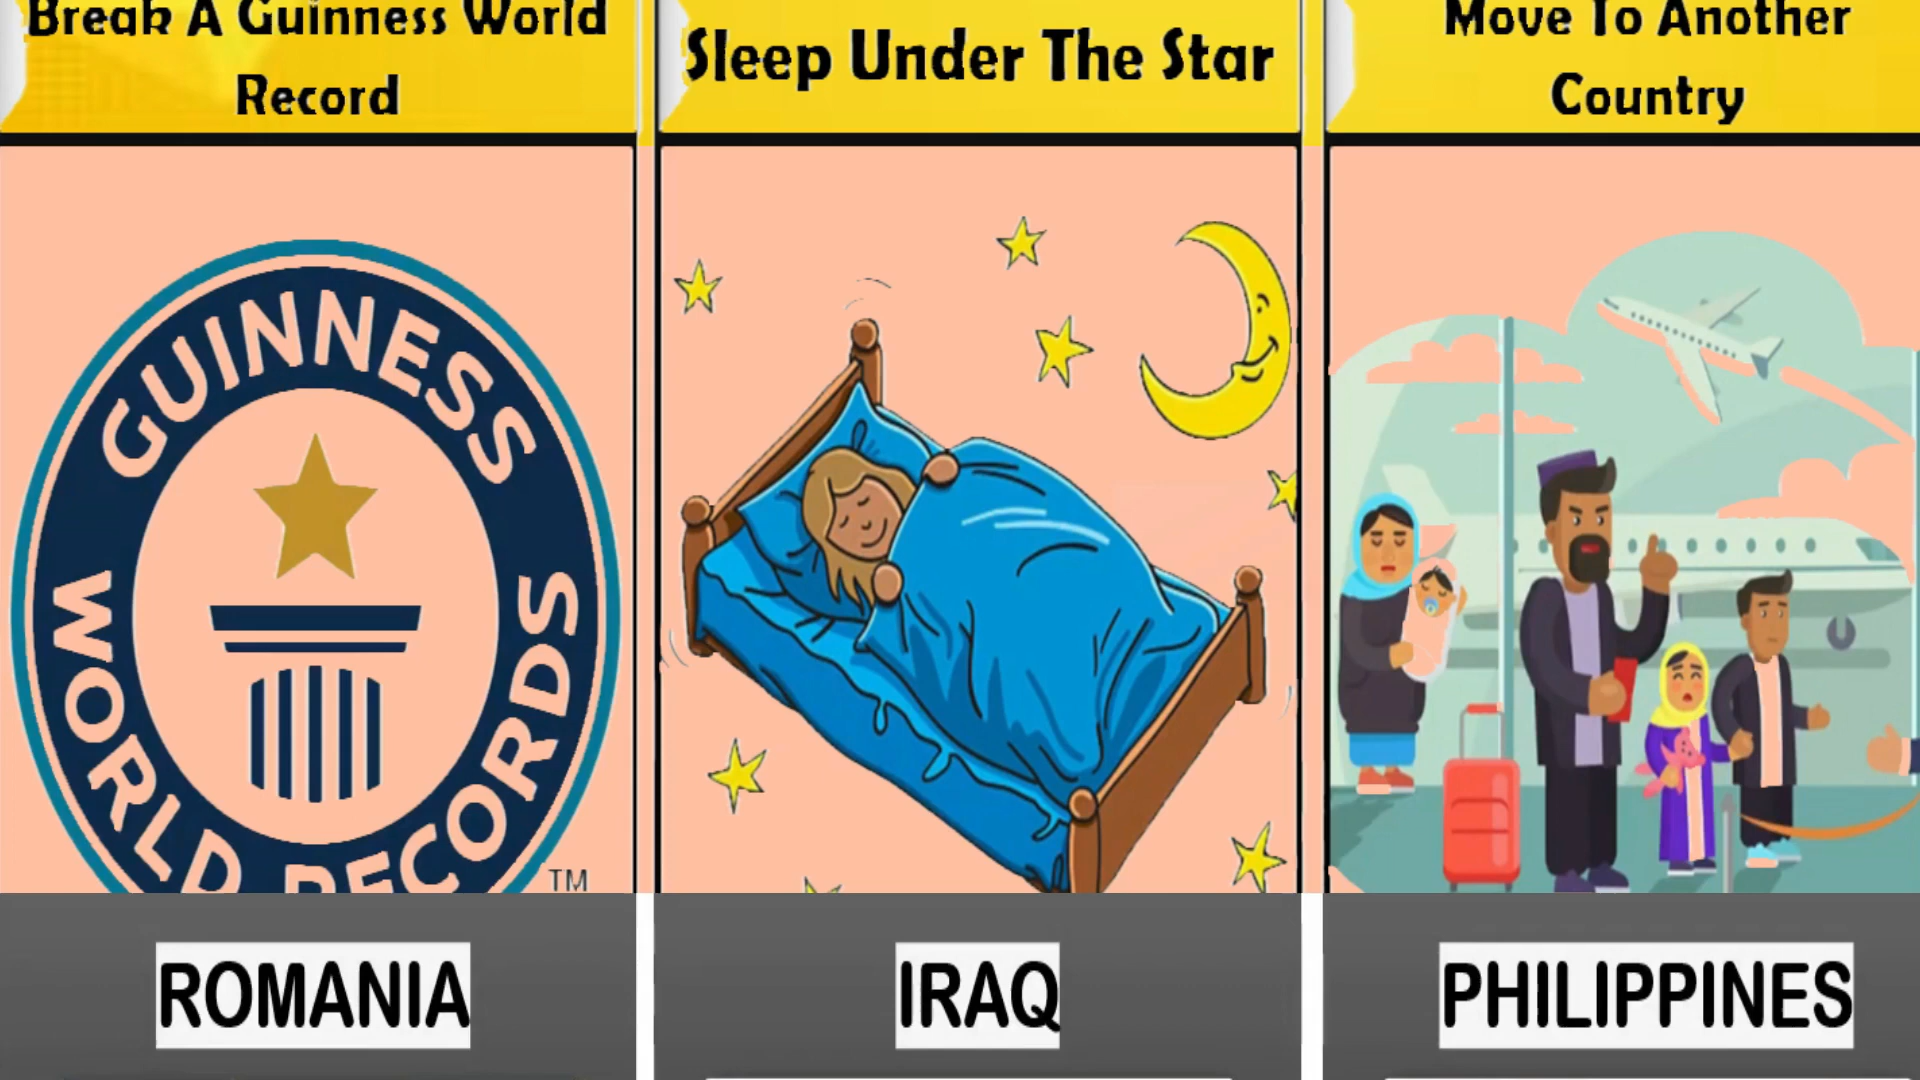 Break A Guinness World
Record
Sleep Under The Star
Move To Another
Country
GUINNESS
WORLD RECORDS
TM
ROMANIA
IRAQ
PHILIPPINES